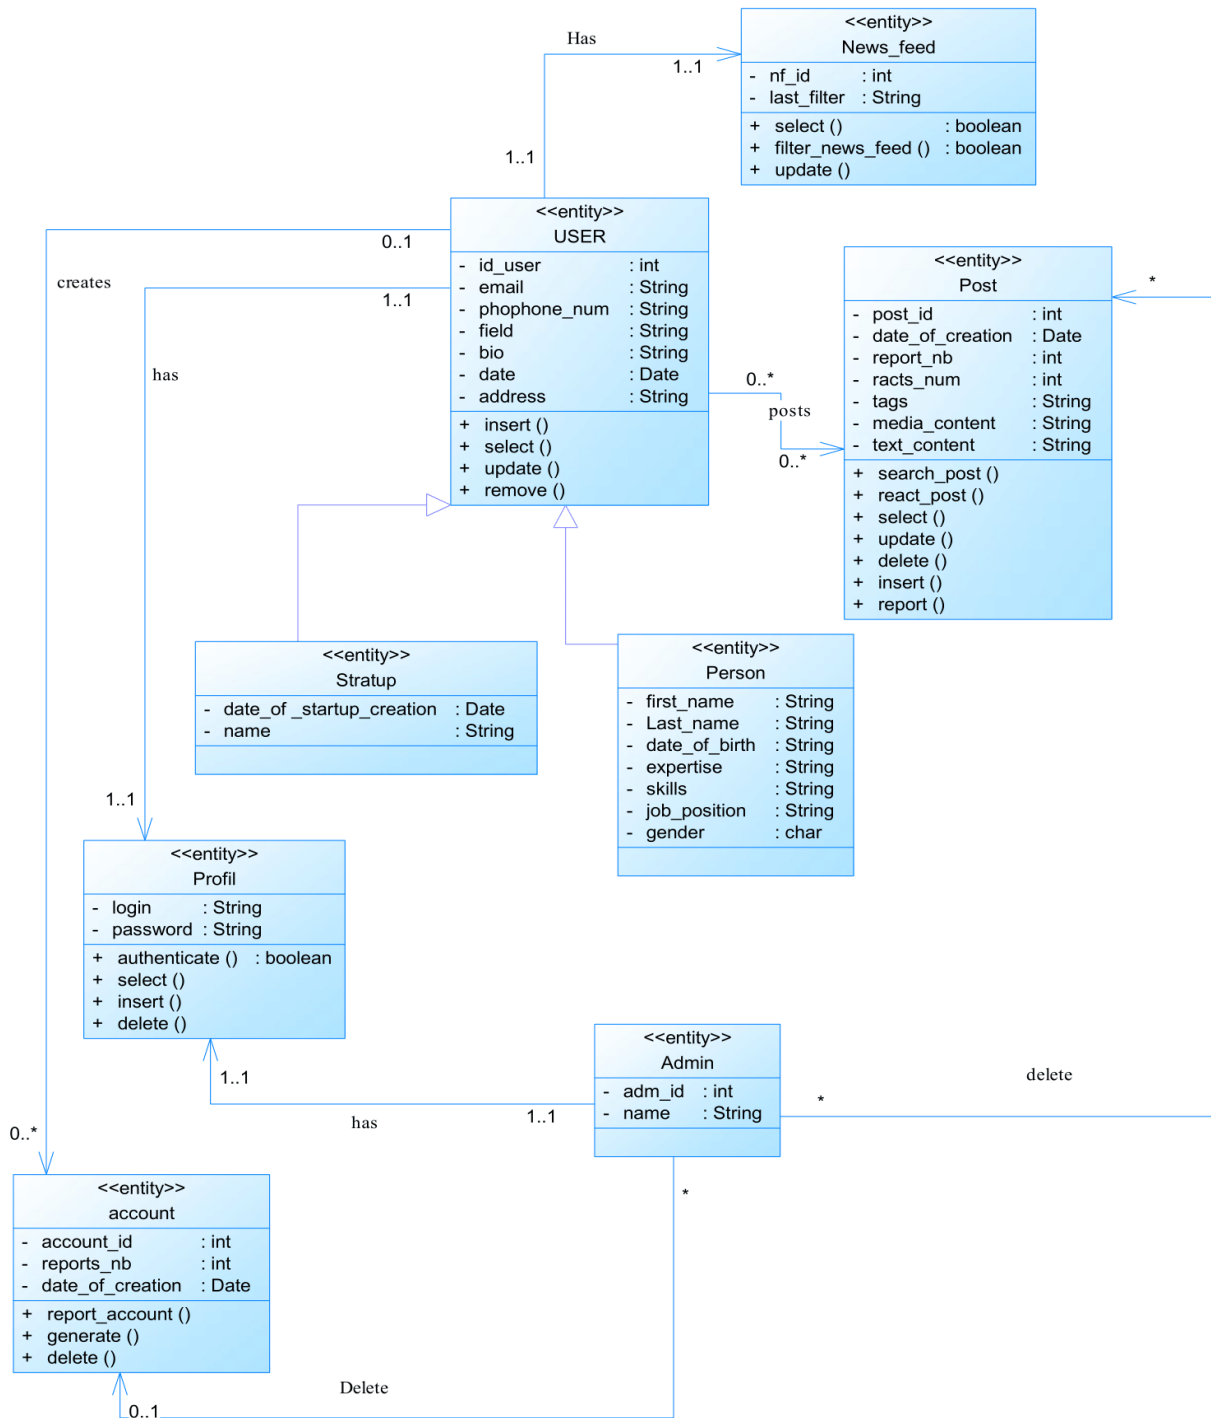 <<entity>>
News_feed
- nf_id : int
- last_filter : String
+ select () : boolean
+ filter_news_feed () : boolean
+ update ()
Has
1..1
1..1
<<entity>>
USER
- id_user : int
- email : String
- phophone_num : String
- field : String
- bio : String
- date : Date
- address : String
+ insert ()
+ select ()
+ update ()
+ remove ()
0..1
creates
1..1
has
<<entity>>
Post
- post_id : int
- date_of_creation : Date
- report_nb : int
- racts_num : int
- tags : String
- media_content : String
- text_content : String
+ search_post ()
+ react_post ()
+ select ()
+ update ()
+ delete ()
+ insert ()
+ report ()
*
0..*
posts
0..*
<<entity>>
Stratup
- date_of _startup_creation : Date
- name : String
<<entity>>
Person
- first_name : String
- Last_name : String
- date_of_birth : String
- expertise : String
- skills : String
- job_position : String
- gender : char
1..1
<<entity>>
Profil
- login : String
- password : String
+ authenticate () : boolean
+ select ()
+ insert ()
+ delete ()
1..1
has
1..1
<<entity>>
Admin
- adm_id : int
- name : String
*
delete
*
0..*
<<entity>>
account
- account_id : int
- reports_nb : int
- date_of_creation : Date
+ report_account ()
+ generate ()
+ delete ()
Delete
0..1